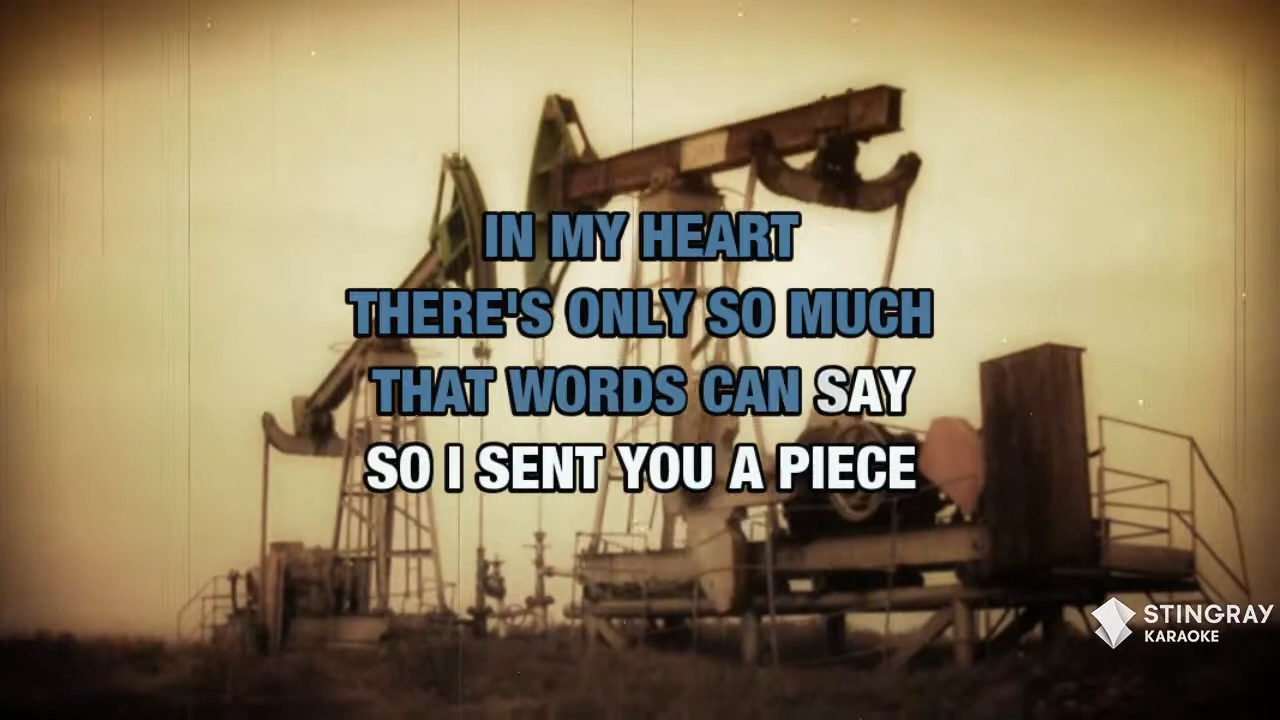 IN MY HEART
THERE'S ONLY SO MUCH
THAT WORDS CAN SAY
SO I SENT YOU A PIECE
STINGRAY
KARAOKE